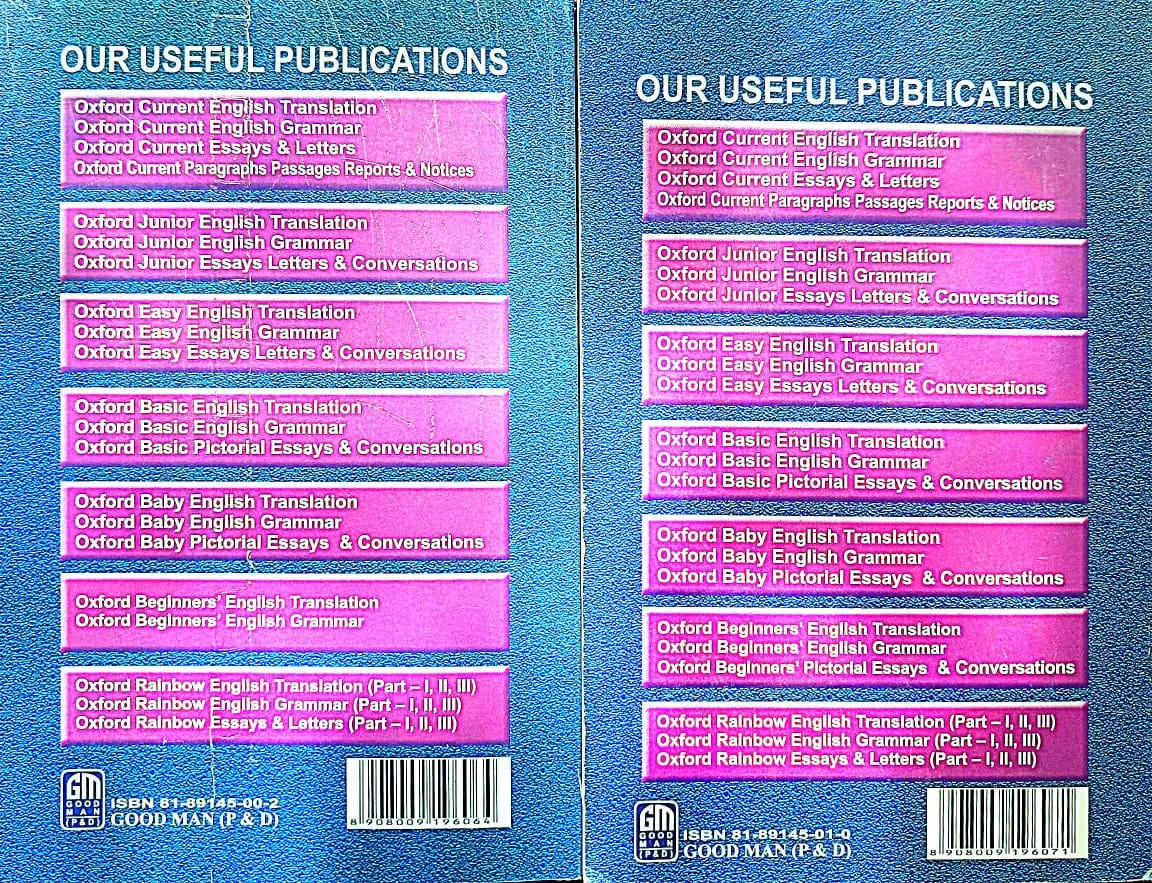 OUR USEFUL PUBLICATIONS
Oxford Current English Translation
Oxford Current English Grammar
Oxford Current Essays & Letters
Oxford Current Paragraphs Passages Reports & Notices
Oxford Junior English Translation
Oxford Junior English Grammar
Oxford Junior Essays Letters & Conversations
Oxford Easy English Translation
Oxford Easy English Grammar
Oxford Easy Essays Letters & Conversations
Oxford Basic English Translation
Oxford Basic English Grammar
Oxford Basic Pictorial Essays & Conversations
Oxford Baby English Translation
Oxford Baby English Grammar
Oxford Baby Pictorial Essays & Conversations
Oxford Beginners' English Translation
Oxford Beginners' English Grammar
Oxford Rainbow English Translation (Part – I, II, III)
Oxford Rainbow English Grammar (Part – I, II, III)
Oxford Rainbow Essays & Letters (Part – I, II, III)
GM
GOOD
MAN
(P&D)
ISBN 81-89145-00-2
GOOD MAN (P & D)
8 908009 196064
OUR USEFUL PUBLICATIONS
Oxford Current English Translation
Oxford Current English Grammar
Oxford Current Essays & Letters
Oxford Current Paragraphs Passages Reports & Notices
Oxford Junior English Translation
Oxford Junior English Grammar
Oxford Junior Essays Letters & Conversations
Oxford Easy English Translation
Oxford Easy English Grammar
Oxford Easy Essays Letters & Conversations
Oxford Basic English Translation
Oxford Basic English Grammar
Oxford Basic Pictorial Essays & Conversations
Oxford Baby English Translation
Oxford Baby English Grammar
Oxford Baby Pictorial Essays & Conversations
Oxford Beginners' English Translation
Oxford Beginners' English Grammar
Oxford Beginners' Pictorial Essays & Conversations
Oxford Rainbow English Translation (Part – I, II, III)
Oxford Rainbow English Grammar (Part – I, II, III)
Oxford Rainbow Essays & Letters (Part – I, II, III)
GM
GOOD
MAN
(P&D)
ISBN 81-89145-01-0
GOOD MAN (P & D)
8 908009 196071